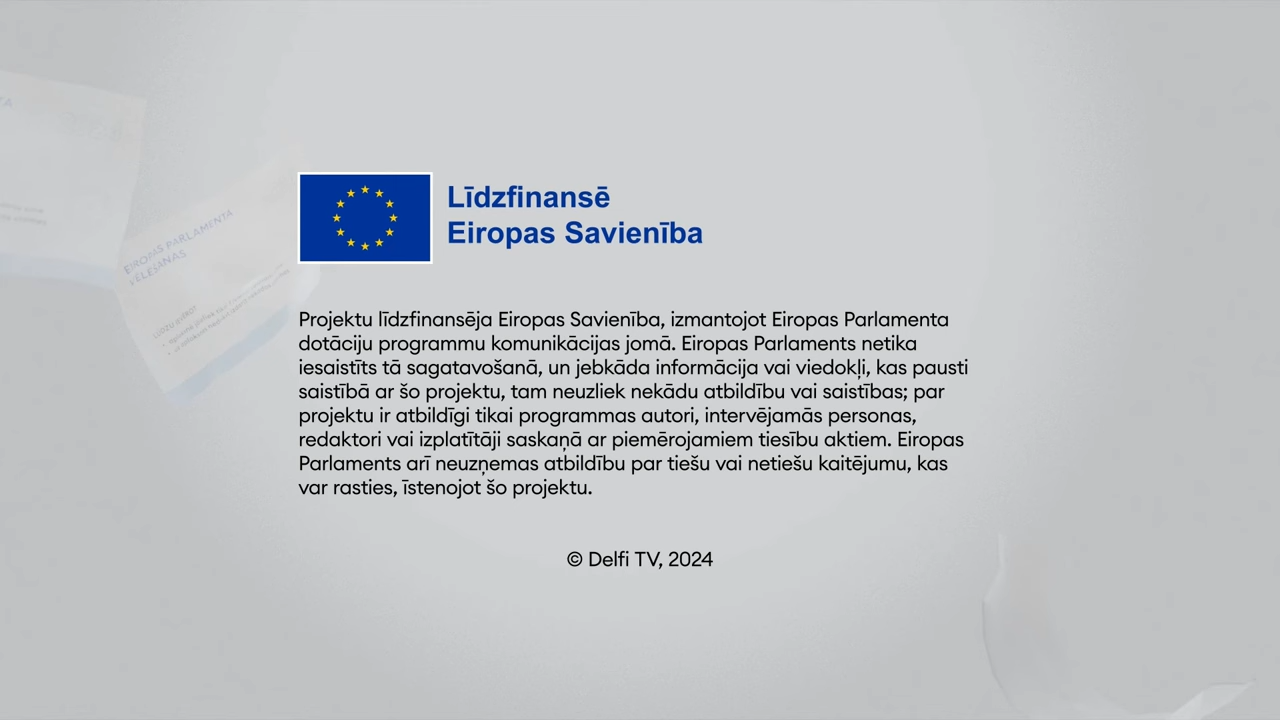 Līdzfinansē
Eiropas Savienība
EIROPAS PARLAMENTA
VĒLĒŠANAS
Projektu līdzfinansēja Eiropas Savienība, izmantojot Eiropas Parlamenta
dotāciju programmu komunikācijas jomā. Eiropas Parlaments netika
iesaistīts tā sagatavošanā, un jebkāda informācija vai viedokļi, kas pausti
saistībā ar šo projektu, tam neuzliek nekādu atbildību vai saistības; par
projektu ir atbildīgi tikai programmas autori, intervējamās personas,
redaktori vai izplatītāji saskaņā ar piemērojamiem tiesību aktiem. Eiropas
Parlaments arī neuzņemas atbildību par tiešu vai netiešu kaitējumu, kas
var rasties, īstenojot šo projektu.
© Delfi TV, 2024